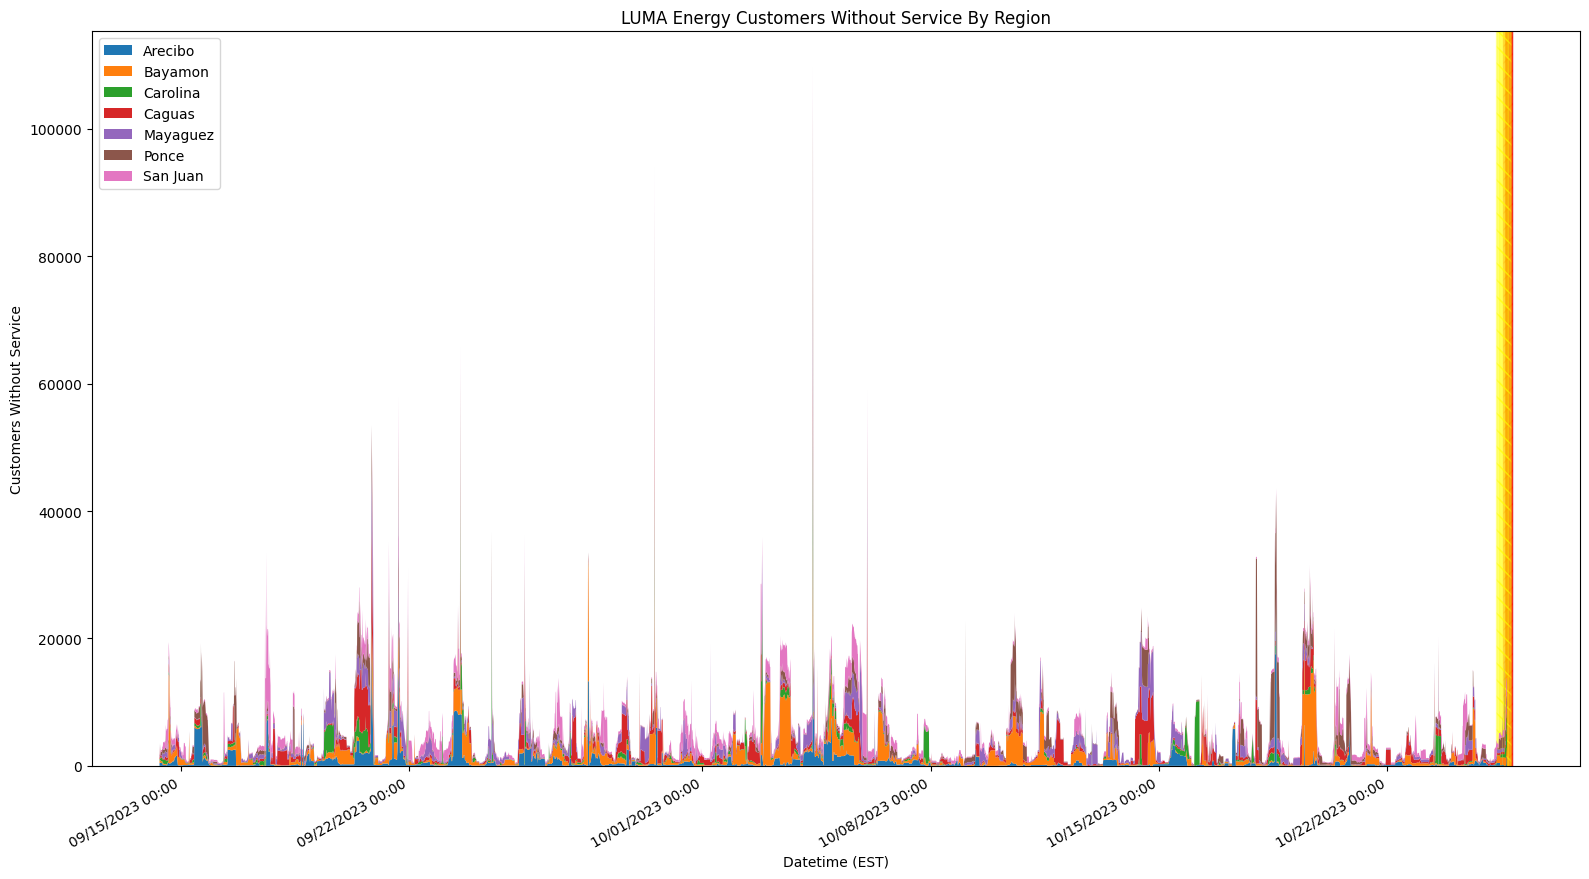 LUMA Energy Customers Without Service By Region
Arecibo
Bayamon
Carolina
Caguas
Mayaguez
Ponce
San Juan
100000
80000
60000
40000
20000
0
Customers Without Service
09/15/2023 00:00
09/22/2023 00:00
10/01/2023 00:00
10/08/2023 00:00
10/15/2023 00:00
10/22/2023 00:00
Datetime (EST)